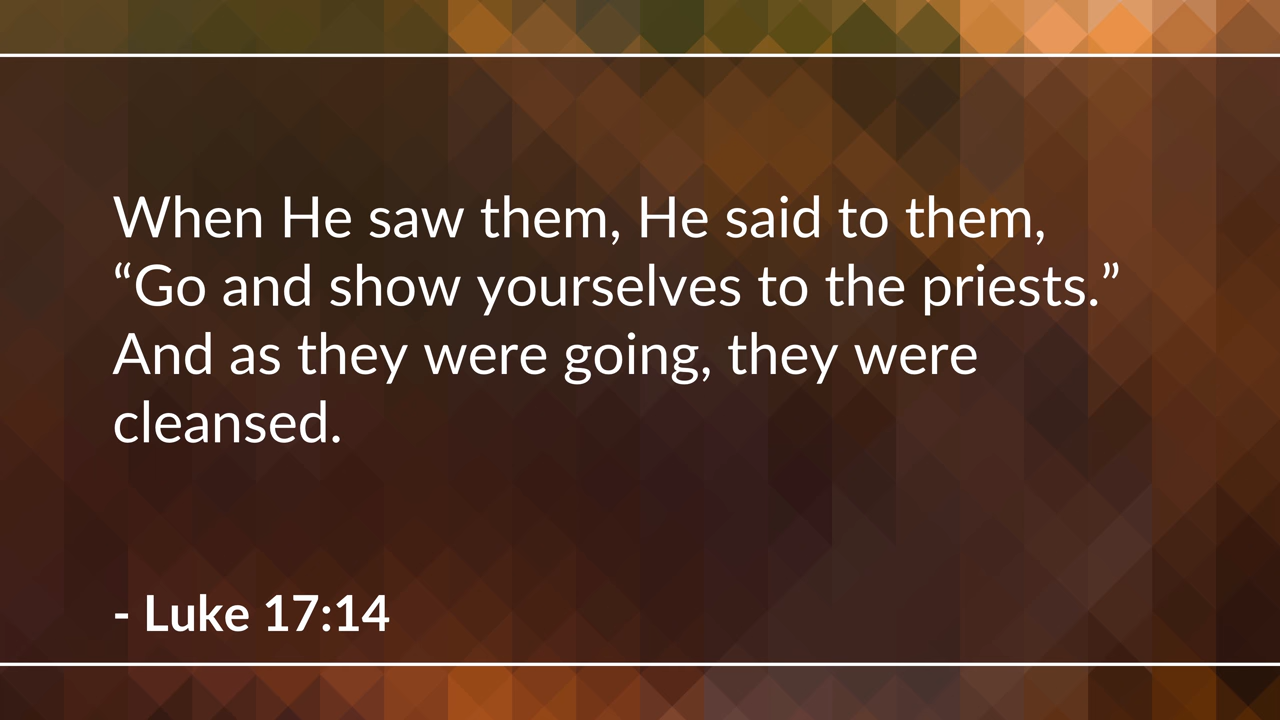 When He saw them, He said to them,
“Go and show yourselves to the priests.”
And as they were going, they were
cleansed.
- Luke 17:14